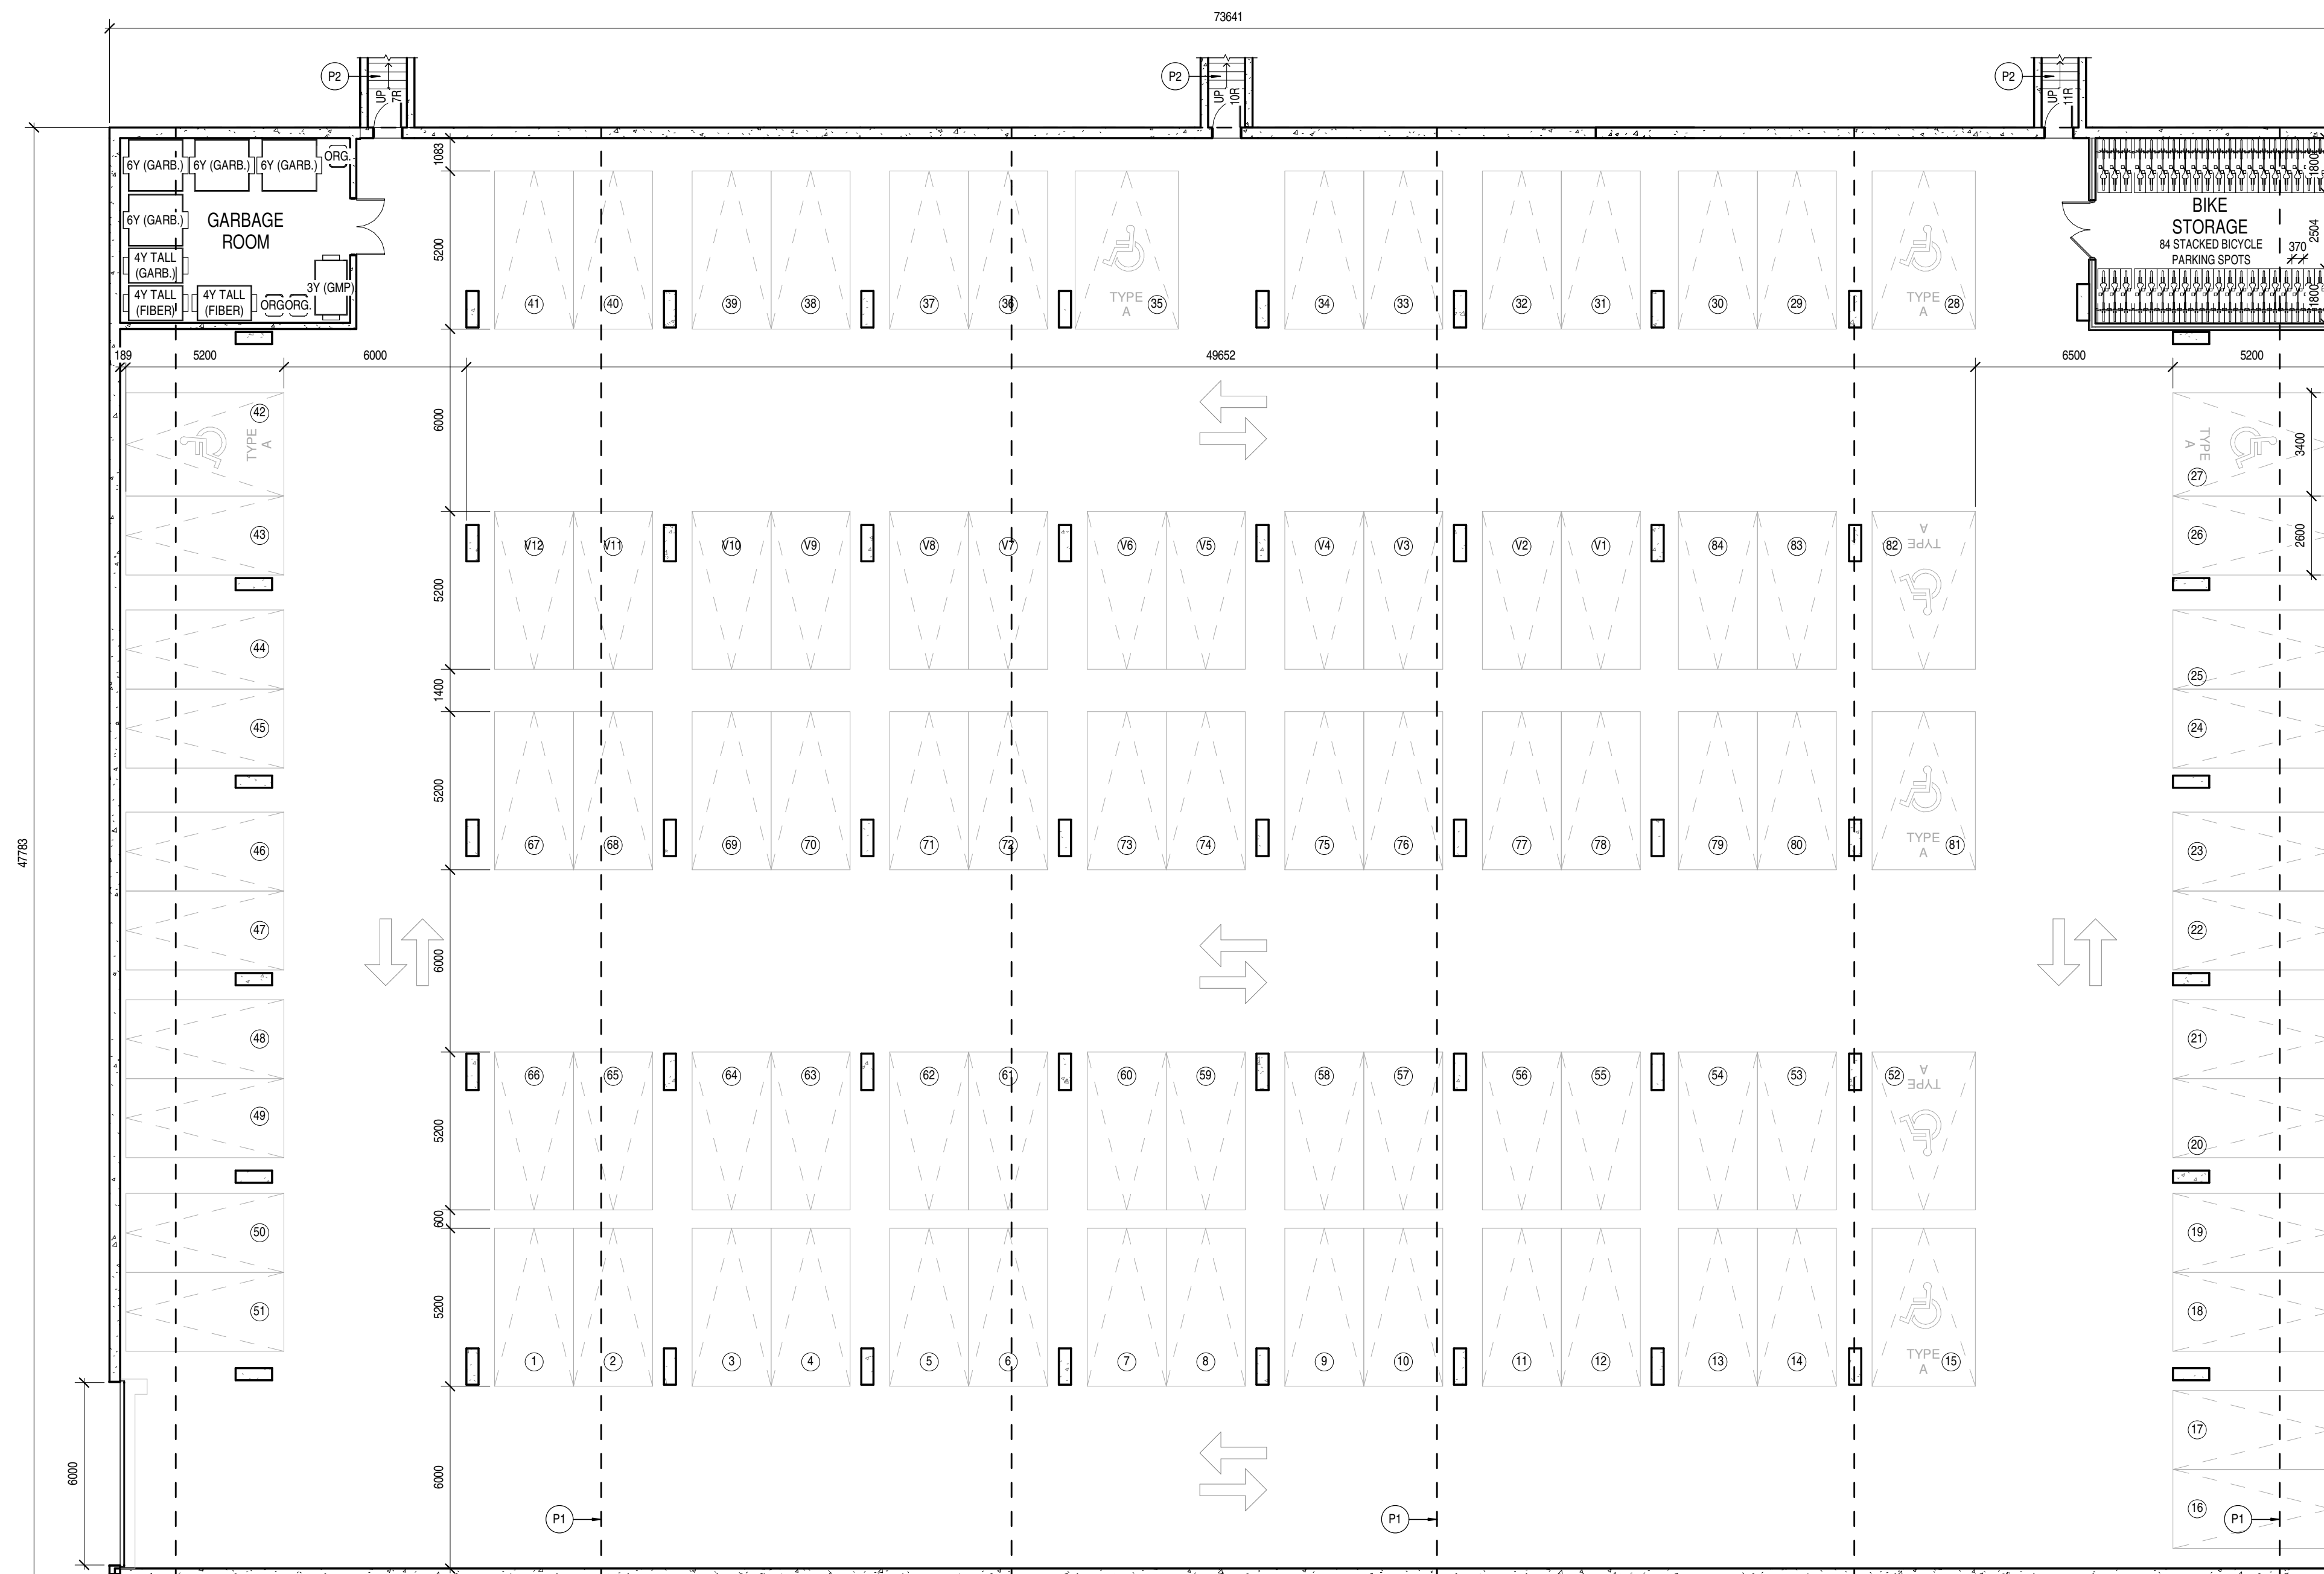 73641
P2
UP
7R
P2
UP
10R
P2
UP
11R
6Y (GARB.)
6Y (GARB.)
6Y (GARB.)
ORG.
6Y (GARB.)
GARBAGE
ROOM
4Y TALL
(GARB.)
4Y TALL
(FIBER)
4Y TALL
(FIBER)
ORG.
ORG.
3Y (GMP)
1083
5200
BIKE
STORAGE
84 STACKED BICYCLE
PARKING SPOTS
1800
2504
370
1800
41
40
39
38
37
36
TYPE
A
35
34
33
32
31
30
29
TYPE
A
28
189
5200
6000
49652
6500
5200
6000
42
TYPE
A
43
TYPE
A
27
26
3400
2600
V12
V11
V10
V9
V8
V7
V6
V5
V4
V3
V2
V1
84
83
82
TYPE
A
5200
44
45
1400
25
24
5200
67
68
69
70
71
72
73
74
75
76
77
78
79
80
TYPE
A
81
47783
46
47
6000
23
22
48
49
21
20
66
65
64
63
62
61
60
59
58
57
56
55
54
53
52
TYPE
A
5200
600
50
51
19
18
5200
1
2
3
4
5
6
7
8
9
10
11
12
13
14
TYPE
A
15
6000
6000
17
16
P1
P1
P1